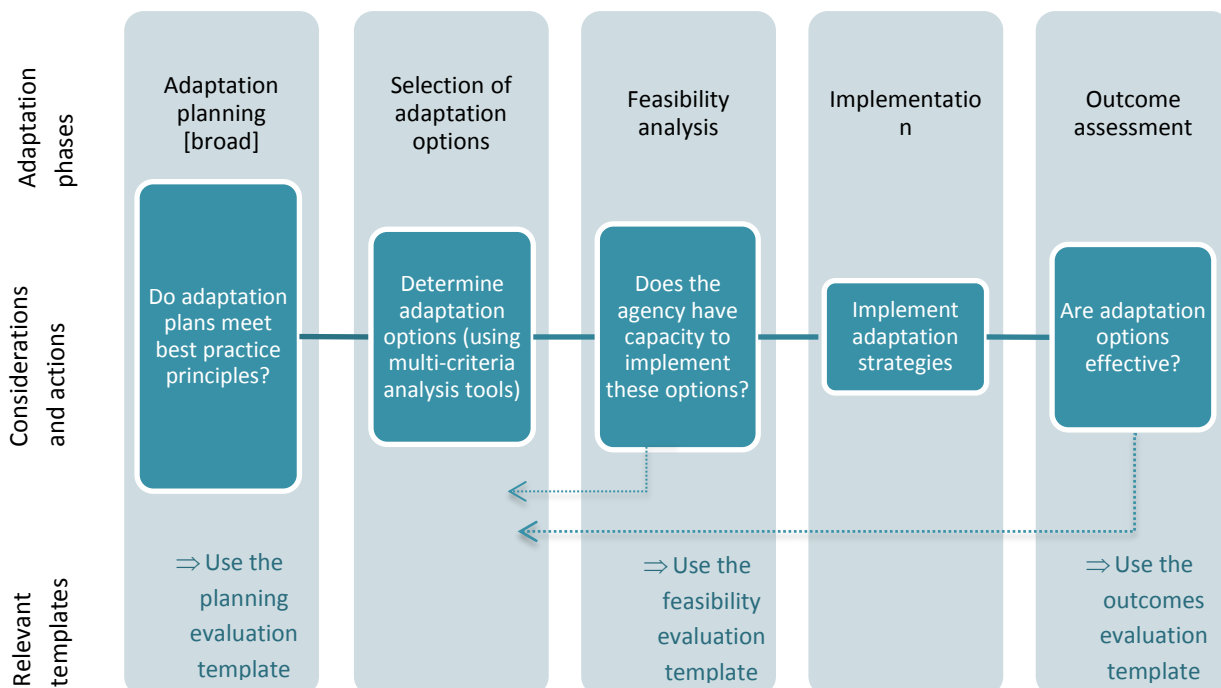 Adaptation
phases
Adaptation
planning
[broad]
Selection of
adaptation
options
Feasibility
analysis
Implementatio
n
Outcome
assessment
Considerations
and actions
Do adaptation
plans meet
best practice
principles?
Determine
adaptation
options (using
multi-criteria
analysis tools)
Does the
agency have
capacity to
implement
these options?
Implement
adaptation
strategies
Are adaptation
options
effective?
Relevant
templates
⇒ Use the
planning
evaluation
template
⇒ Use the
feasibility
evaluation
template
⇒ Use the
outcomes
evaluation
template